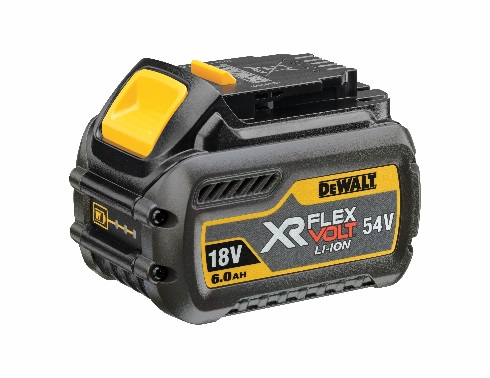 DEWALT
XR FLEX VOLT 54V
LI-ION
18V
6.0AH